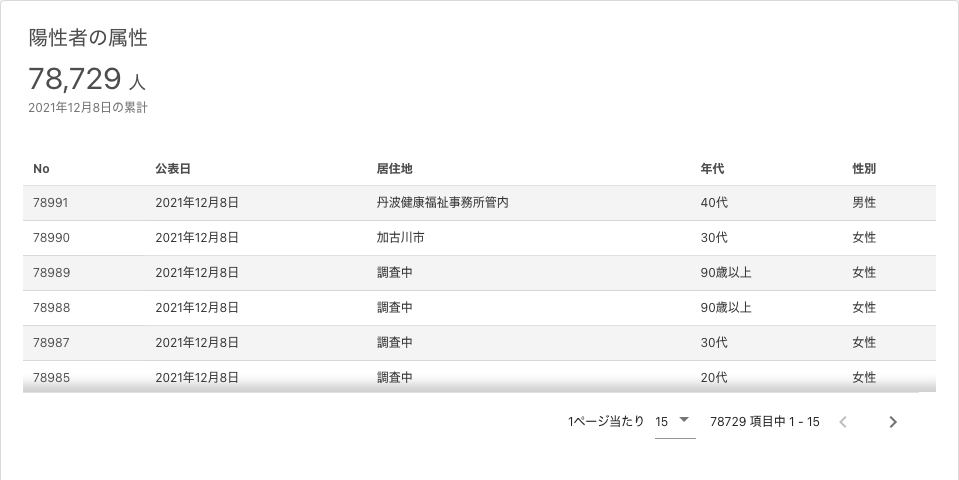 陽性者の属性
78,729 人
2021年12月8日の累計
No 公表日 居住地 年代 性別
78991 2021年12月8日 丹波健康福祉事務所管内 40代 男性
78990 2021年12月8日 加古川市 30代 女性
78989 2021年12月8日 調査中 90歳以上 女性
78988 2021年12月8日 調査中 90歳以上 女性
78987 2021年12月8日 調査中 30代 女性
78985 2021年12月8日 調査中 20代 女性
1ページ当たり 15 78729 項目中 1 - 15